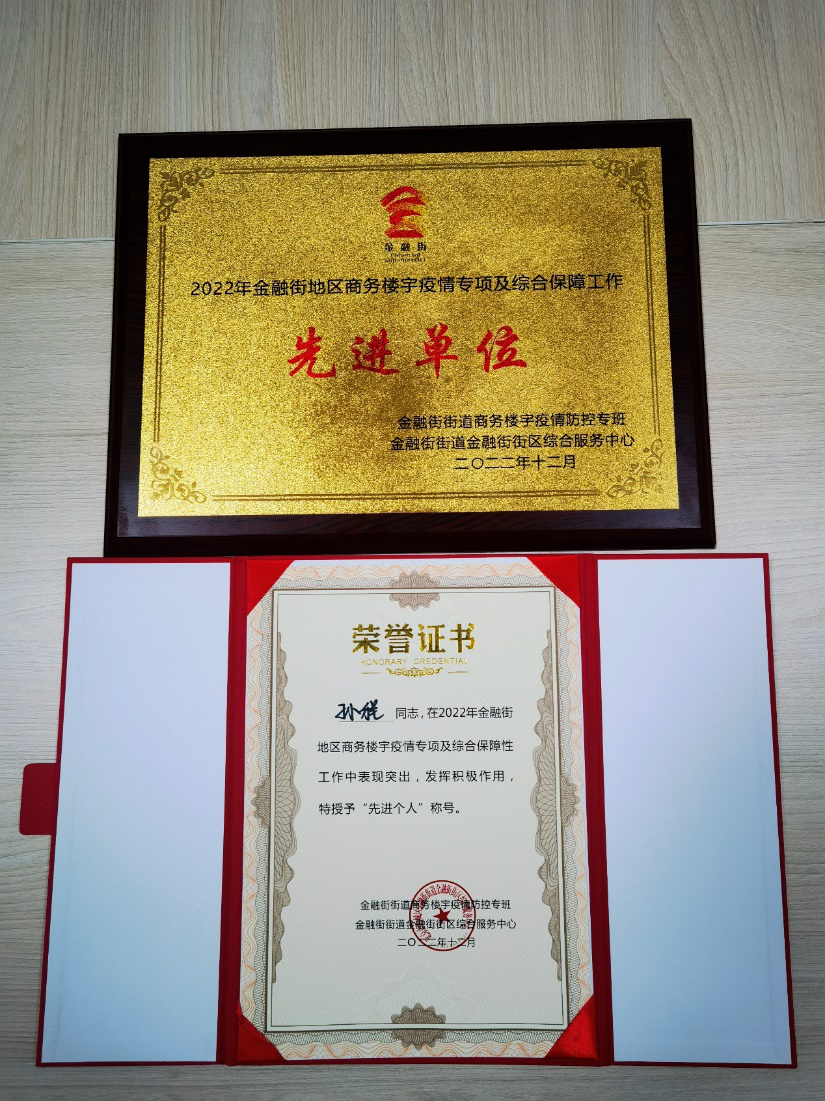 金融街
2022年金融街地区商务楼宇疫情专项及综合保障工作
先进单位
金融街街道商务楼宇疫情防控专班
金融街街道金融街街区综合服务中心
二〇二二年十二月
荣誉证书
HONORARY CREDENTIAL
同志，在2022年金融街
地区商务楼宇疫情专项及综合保障性
工作中表现突出，发挥积极作用，
特授予“先进个人”称号。
金融街街道商务楼宇疫情防控专班
金融街街道金融街街区综合服务中心
二〇二二年十二月